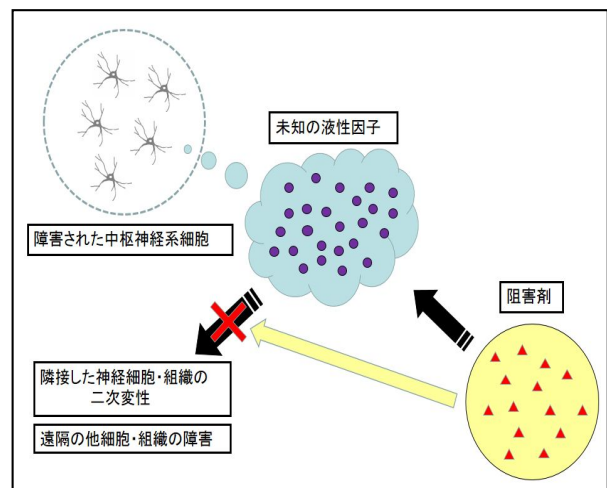 未知の液性因子
障害された中枢神経系細胞
阻害剤
隣接した神経細胞・組織の
二次変性
遠隔の他細胞・組織の障害